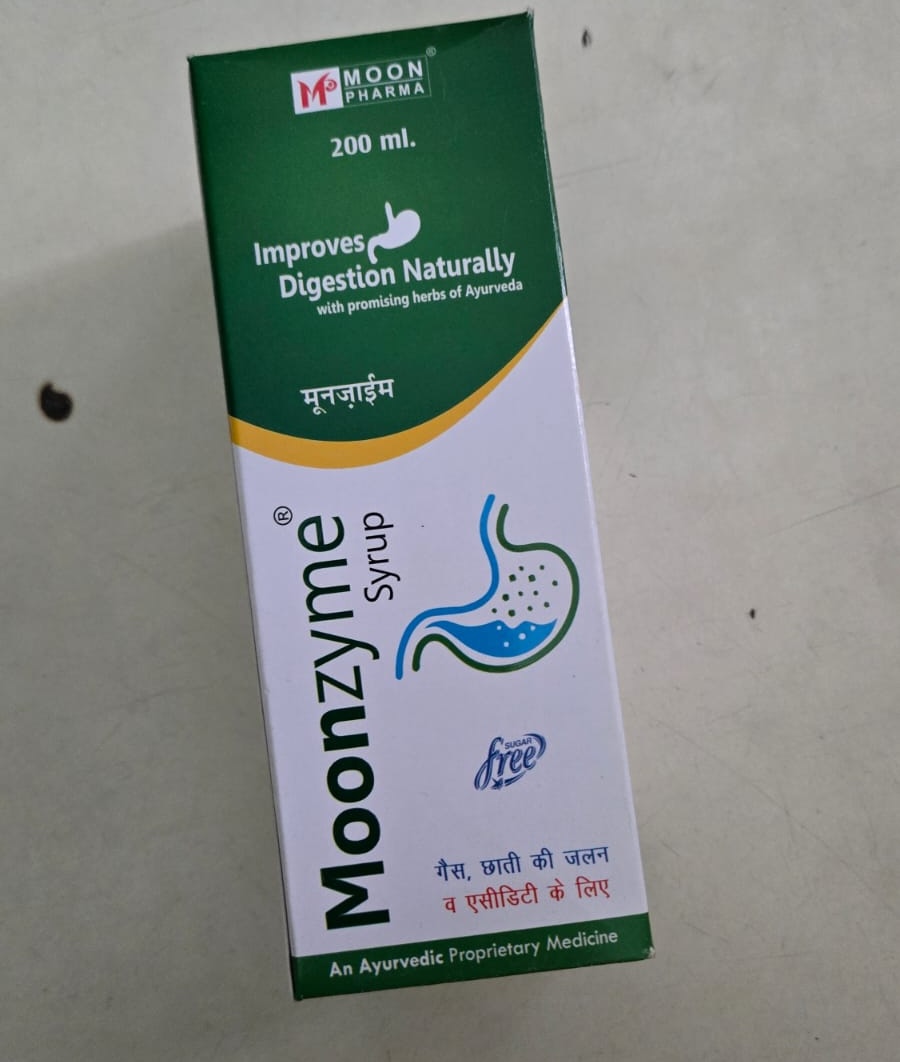 MOON
PHARMA®
200 ml.
Improves
Digestion Naturally
with promising herbs of Ayurveda
मूनज़ाईम
Moonzyme®
Syrup
SUGAR
free
गैस, छाती की जलन
व एसीडिटी के लिए
An Ayurvedic Proprietary Medicine